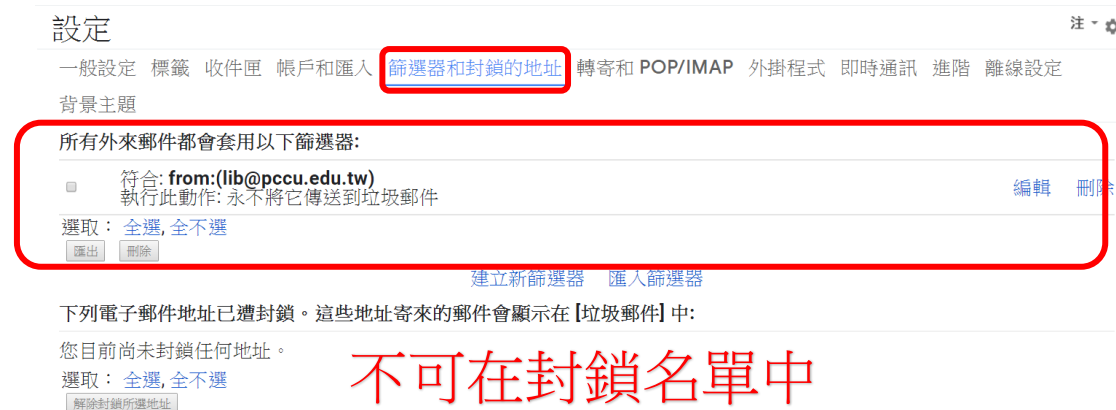 設定
注
一般設定 標籤 收件匣 帳戶和匯入 篩選器和封鎖的地址 轉寄和 POP/IMAP 外掛程式 即時通訊 進階 離線設定
背景主題
所有外來郵件都會套用以下篩選器:
符合: from:(lib@pccu.edu.tw)
執行此動作: 永不將它傳送到垃圾郵件
編輯 刪除
選取： 全選, 全不選
匯出 刪除
建立新篩選器 匯入篩選器
下列電子郵件地址已遭封鎖。這些地址寄來的郵件會顯示在 [垃圾郵件] 中:
您目前尚未封鎖任何地址。
選取： 全選, 全不選
解除封鎖所選地址
不可在封鎖名單中